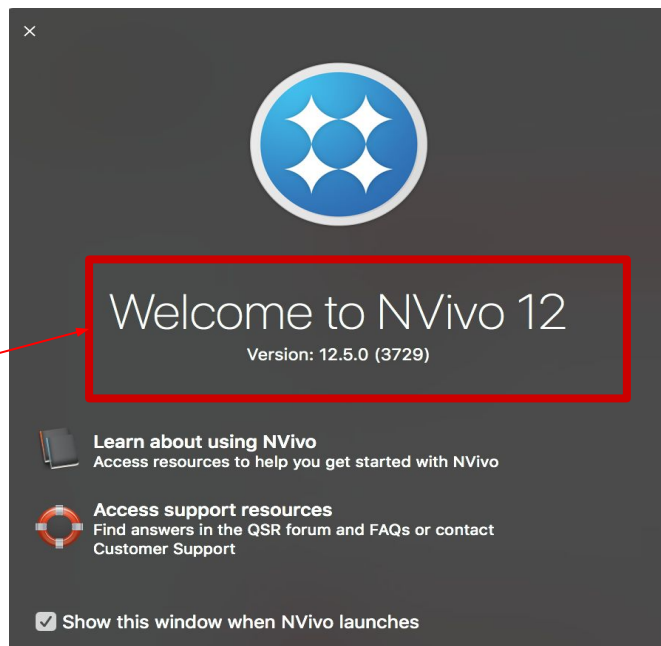 Welcome to NVivo 12
Version: 12.5.0 (3729)
Learn about using NVivo
Access resources to help you get started with NVivo
Access support resources
Find answers in the QSR forum and FAQs or contact
Customer Support
Show this window when NVivo launches